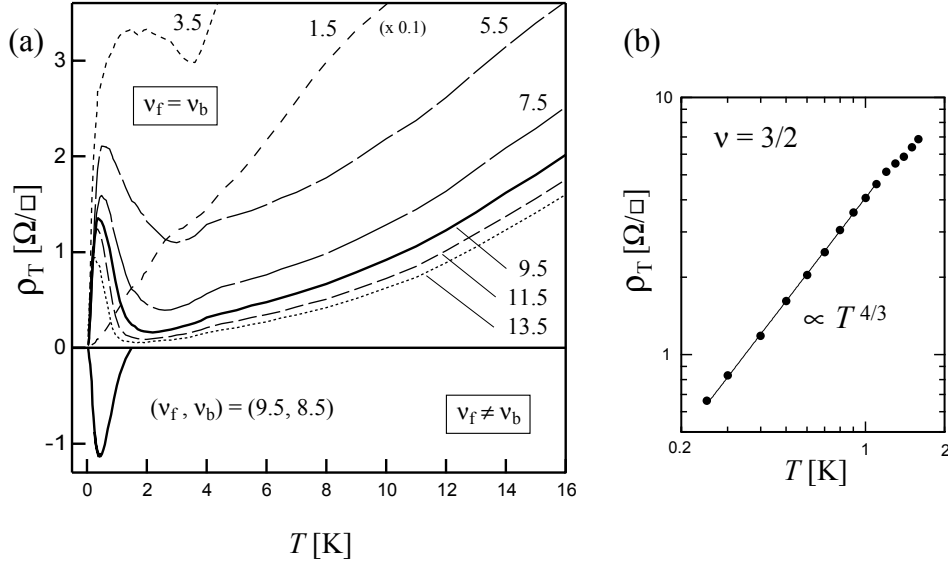 (a)
3.5
1.5
(x 0.1)
5.5
7.5
9.5
11.5
13.5
ν_f = ν_b
(ν_f , ν_b) = (9.5, 8.5)
ν_f ≠ ν_b
ρ_T [Ω/□]
3
2
1
0
-1
0 2 4 6 8 10 12 14 16
T [K]
(b)
ν = 3/2
∝ T^4/3
ρ_T [Ω/□]
10
1
0.2 1 2
T [K]